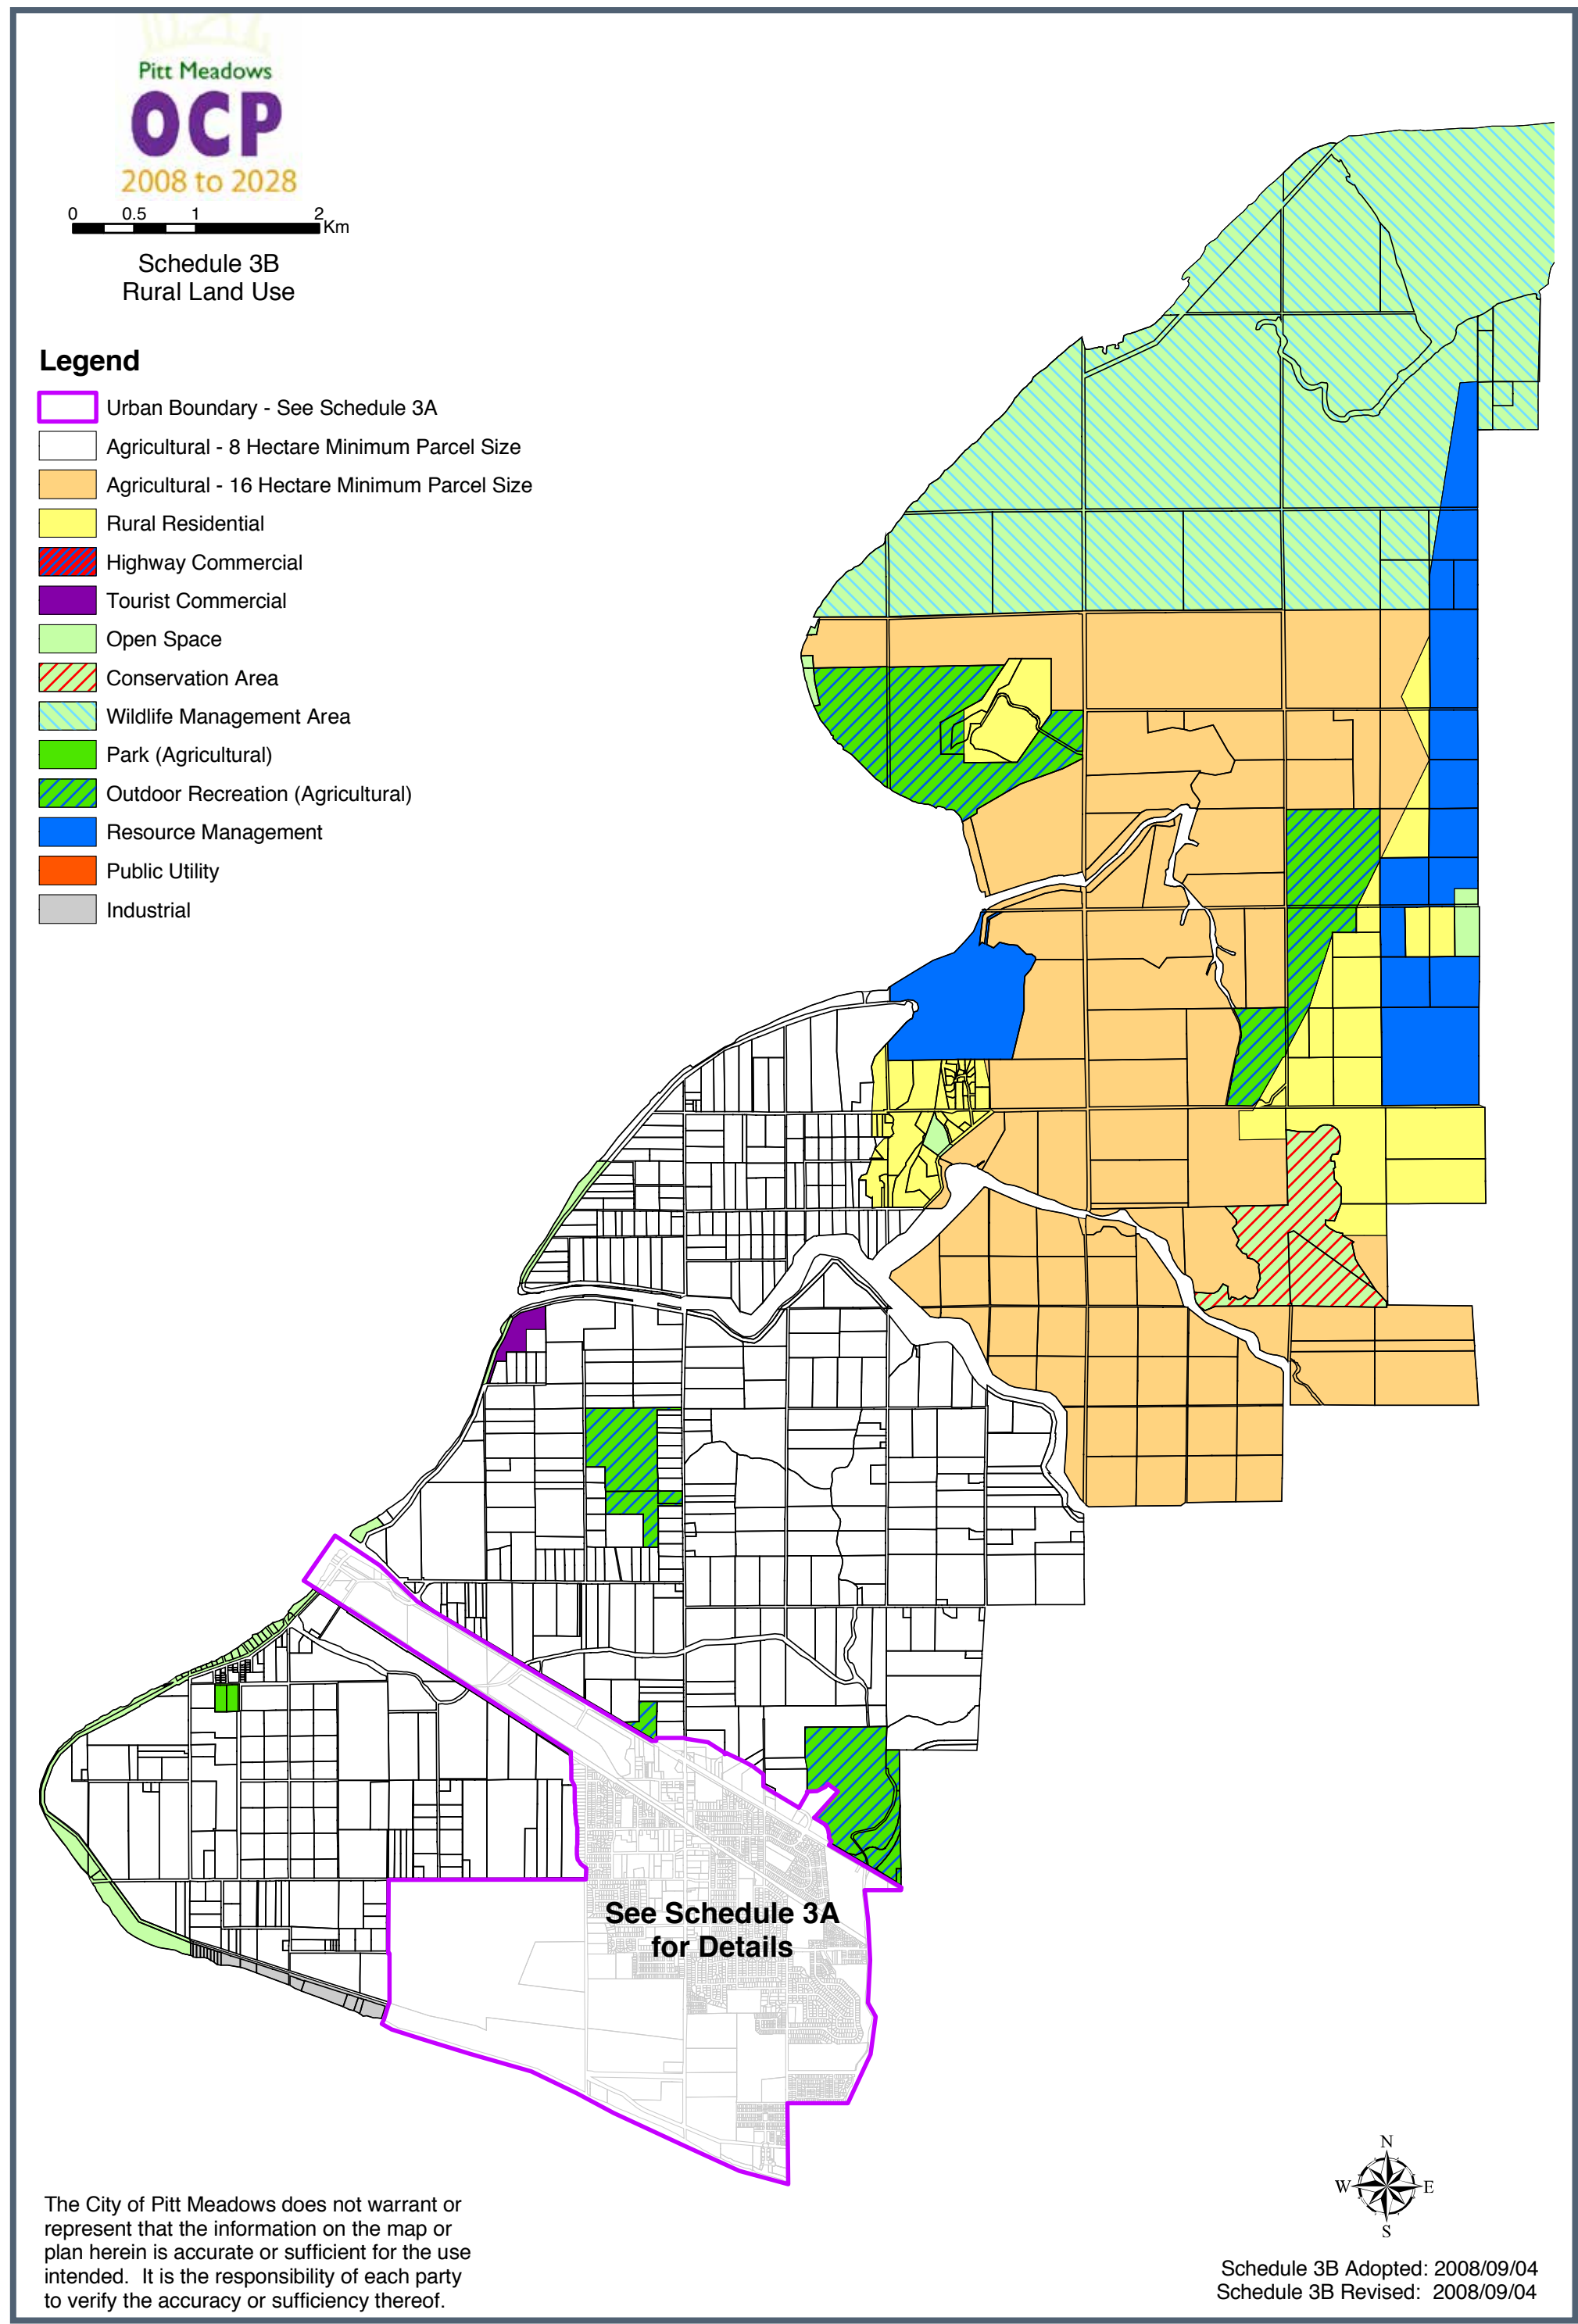 Pitt Meadows
OCP
2008 to 2028
0 0.5 1 2
Km
Schedule 3B
Rural Land Use
Legend
Urban Boundary - See Schedule 3A
Agricultural - 8 Hectare Minimum Parcel Size
Agricultural - 16 Hectare Minimum Parcel Size
Rural Residential
Highway Commercial
Tourist Commercial
Open Space
Conservation Area
Wildlife Management Area
Park (Agricultural)
Outdoor Recreation (Agricultural)
Resource Management
Public Utility
Industrial
See Schedule 3A
for Details
N
W E
S
The City of Pitt Meadows does not warrant or
represent that the information on the map or
plan herein is accurate or sufficient for the use
intended. It is the responsibility of each party
to verify the accuracy or sufficiency thereof.
Schedule 3B Adopted: 2008/09/04
Schedule 3B Revised: 2008/09/04